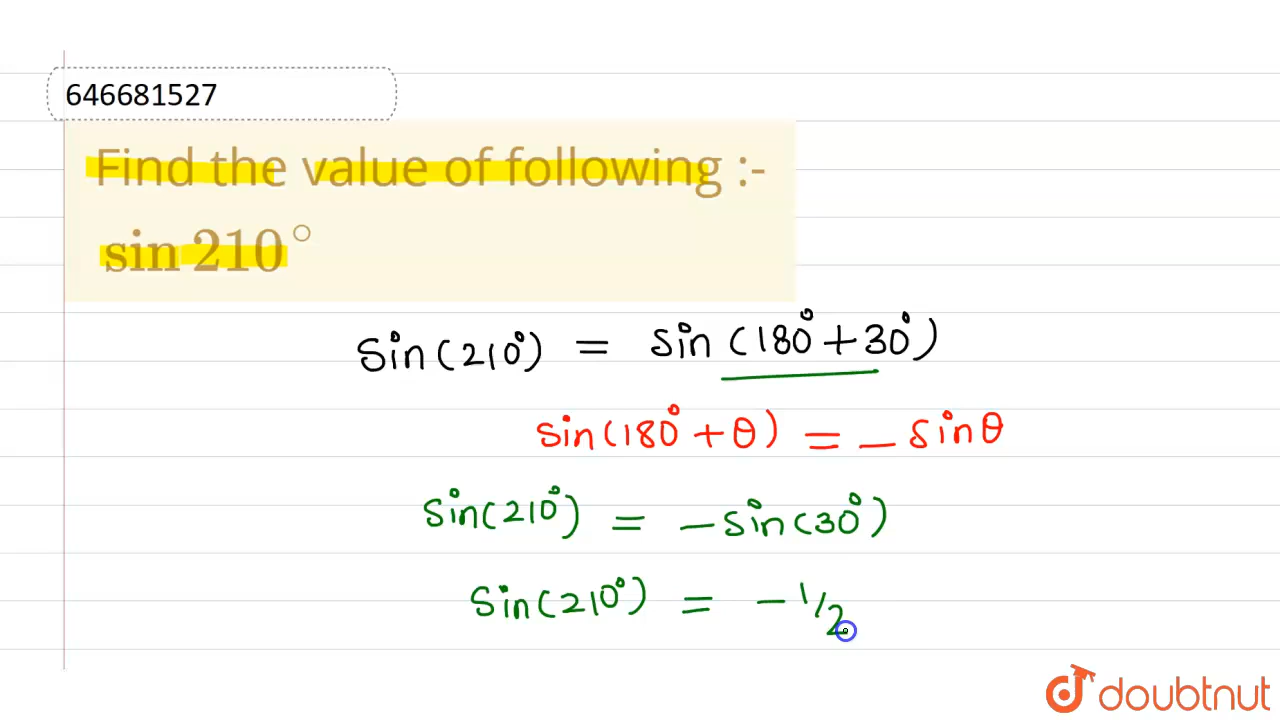 646681527
Find the value of following :-
sin 210°
Sin(210°) = Sin(180°+30°)
Sin(180°+θ) = -Sinθ
Sin(210°) = -Sin(30°)
Sin(210°) = -1/2
doubtnut